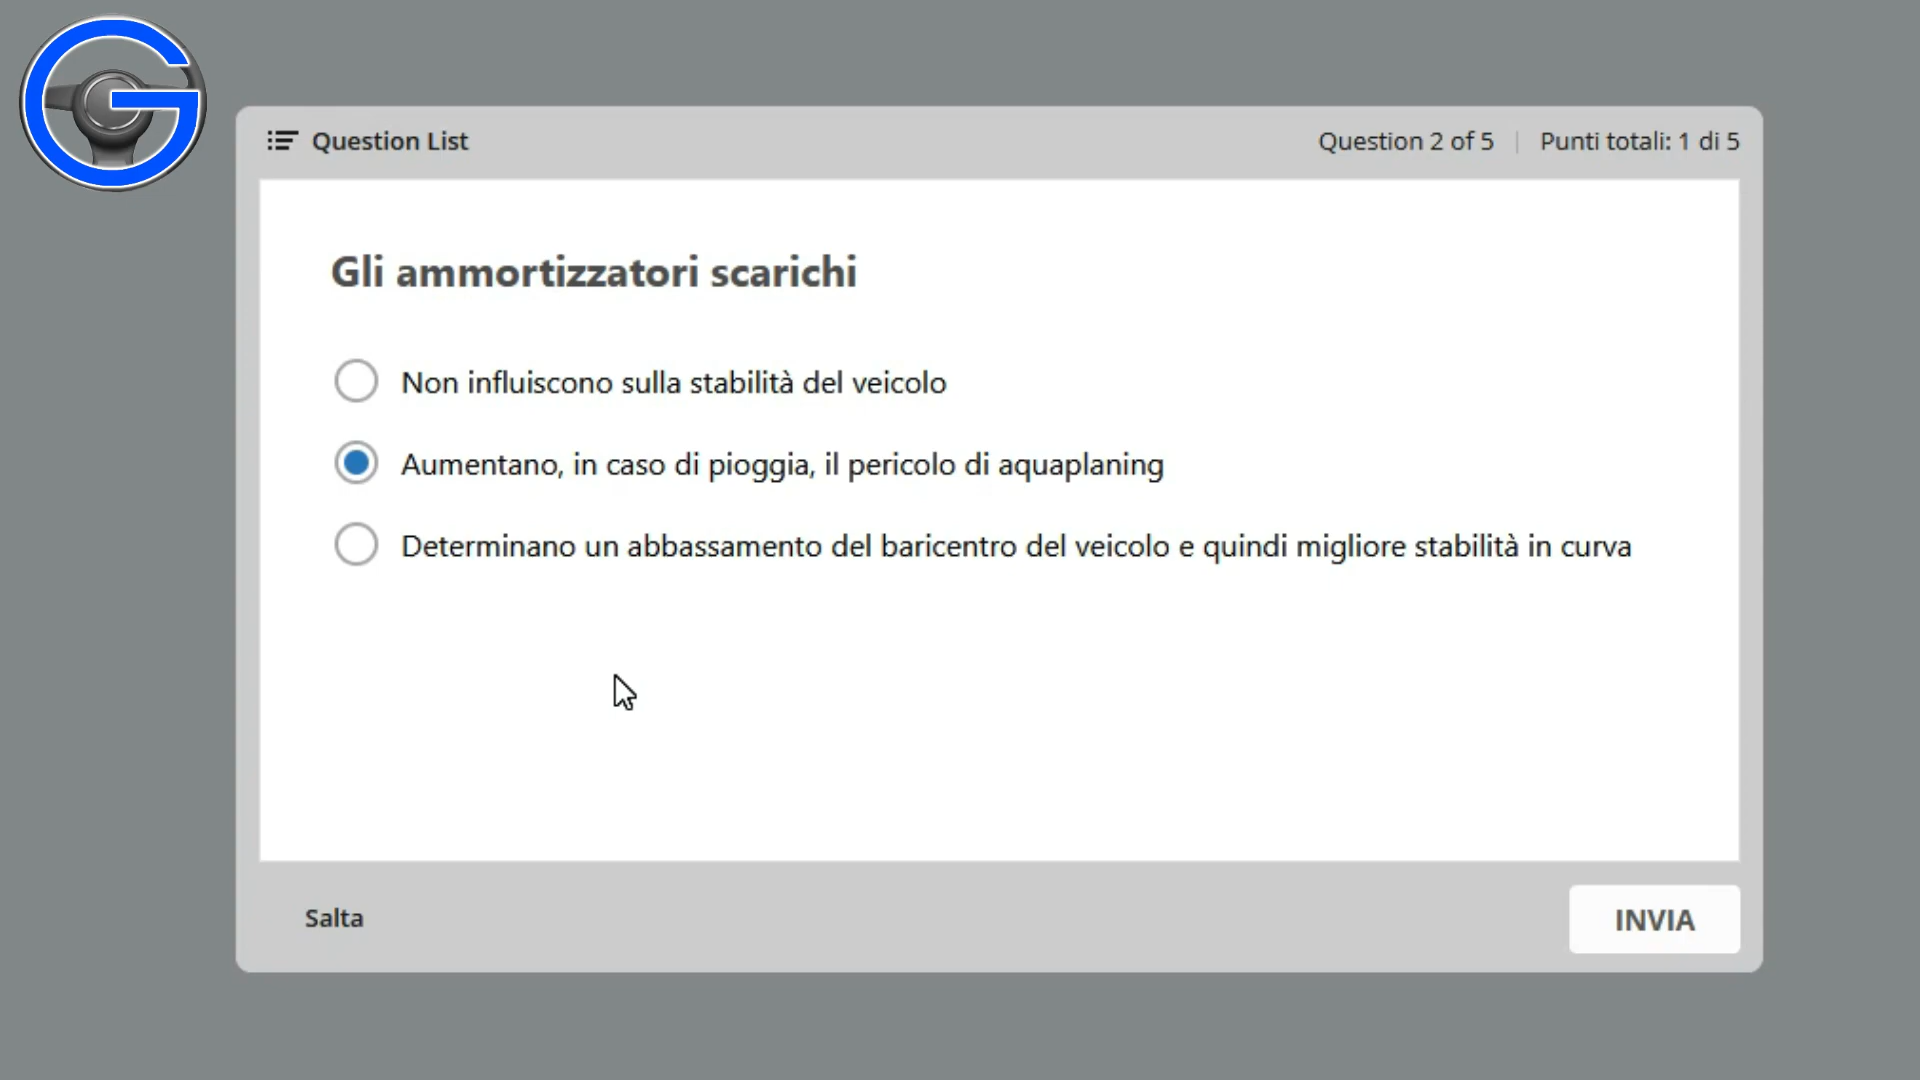 G
Question List
Question 2 of 5 | Punti totali: 1 di 5
Gli ammortizzatori scarichi
Non influiscono sulla stabilità del veicolo
Aumentano, in caso di pioggia, il pericolo di aquaplaning
Determinano un abbassamento del baricentro del veicolo e quindi migliore stabilità in curva
Salta
INVIA